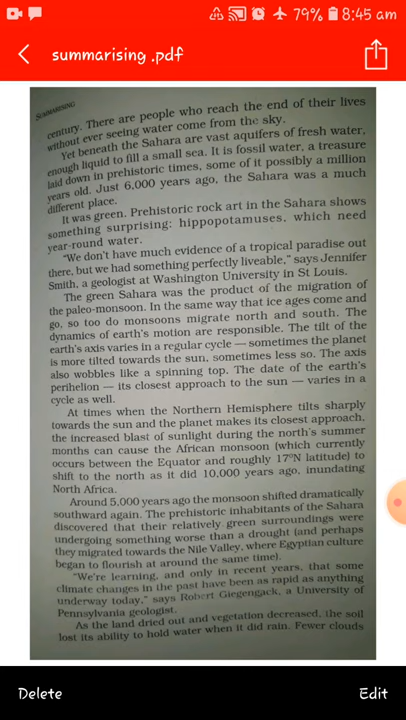 79% 8:45 am
summarising .pdf
SUMMARISING
century. There are people who reach the end of their lives
without ever seeing water come from the sky.
Yet beneath the Sahara are vast aquifers of fresh water,
enough liquid to fill a small sea. It is fossil water, a treasure
laid down in prehistoric times, some of it possibly a million
years old. Just 6,000 years ago, the Sahara was a much
different place.
It was green. Prehistoric rock art in the Sahara shows
something surprising: hippopotamuses, which need
year-round water.
"We don't have much evidence of a tropical paradise out
there, but we had something perfectly liveable," says Jennifer
Smith, a geologist at Washington University in St Louis.
The green Sahara was the product of the migration of
the paleo-monsoon. In the same way that ice ages come and
go, so too do monsoons migrate north and south. The
dynamics of earth's motion are responsible. The tilt of the
earth's axis varies in a regular cycle — sometimes the planet
is more tilted towards the sun, sometimes less so. The axis
also wobbles like a spinning top. The date of the earth's
perihelion — its closest approach to the sun — varies in a
cycle as well.
At times when the Northern Hemisphere tilts sharply
towards the sun and the planet makes its closest approach,
the increased blast of sunlight during the north's summer
months can cause the African monsoon (which currently
occurs between the Equator and roughly 17°N latitude) to
shift to the north as it did 10,000 years ago, inundating
North Africa.
Around 5,000 years ago the monsoon shifted dramatically
southward again. The prehistoric inhabitants of the Sahara
discovered that their relatively green surroundings were
undergoing something worse than a drought (and perhaps
they migrated towards the Nile Valley, where Egyptian culture
began to flourish at around the same time).
"We're learning, and only in recent years, that some
climate changes in the past have been as rapid as anything
underway today," says Robert Giegengack, a University of
Pennsylvania geologist.
As the land dried out and vegetation decreased, the soil
lost its ability to hold water when it did rain. Fewer clouds
Delete Edit